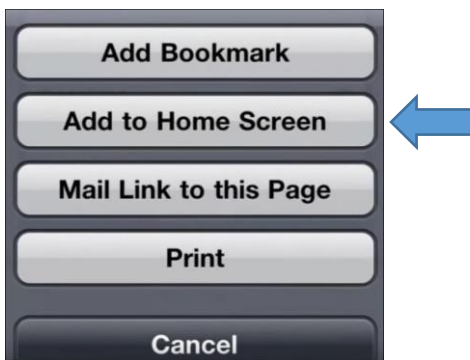 Add Bookmark
Add to Home Screen
Mail Link to this Page
Print
Cancel